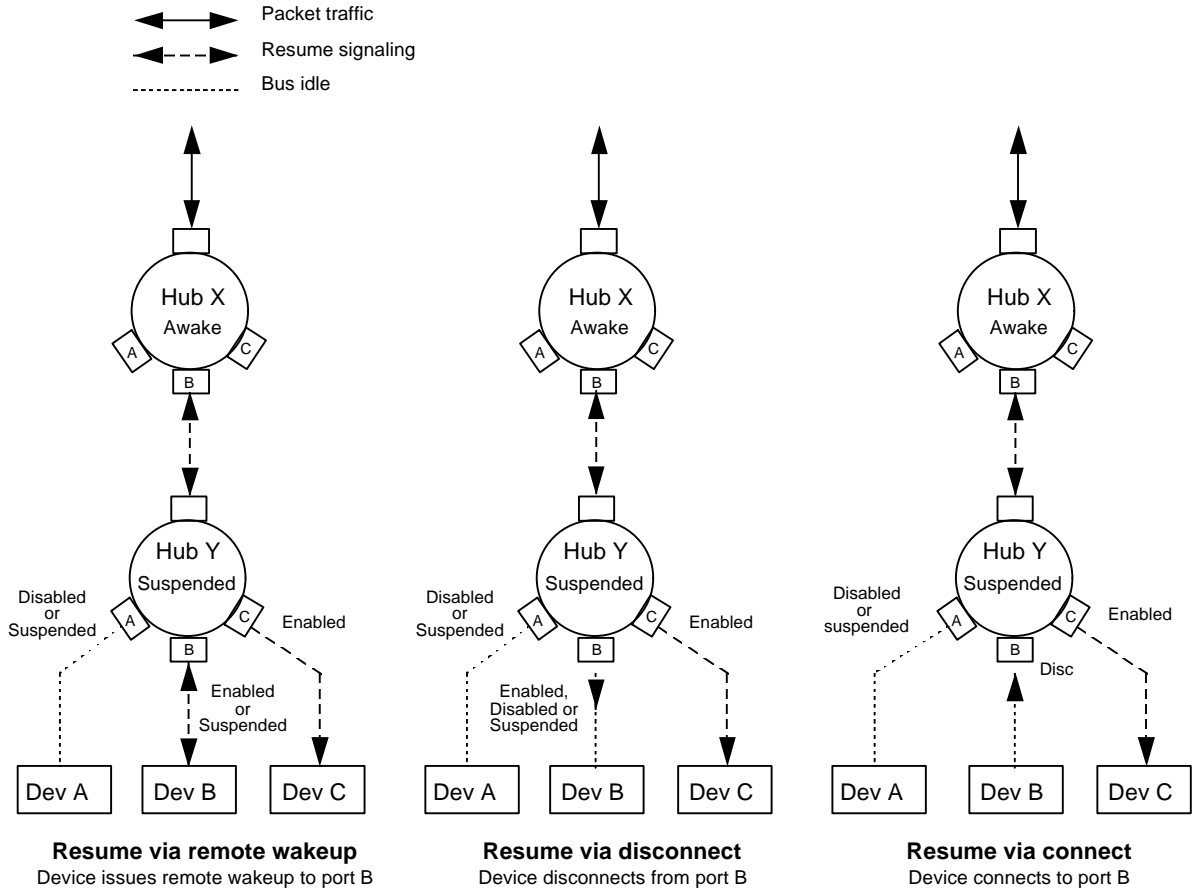 Packet traffic
Resume signaling
Bus idle
Hub X
Awake
A
C
B
Hub Y
Suspended
Disabled
or
Suspended
A
C
Enabled
B
Enabled
or
Suspended
Dev A
Dev B
Dev C
Resume via remote wakeup
Device issues remote wakeup to port B
Hub X
Awake
A
C
B
Hub Y
Suspended
Disabled
or
Suspended
A
C
Enabled
B
Enabled,
Disabled or
Suspended
Dev A
Dev B
Dev C
Resume via disconnect
Device disconnects from port B
Hub X
Awake
A
C
B
Hub Y
Suspended
Disabled or
suspended
A
C
Enabled
B
Disc
Dev A
Dev B
Dev C
Resume via connect
Device connects to port B